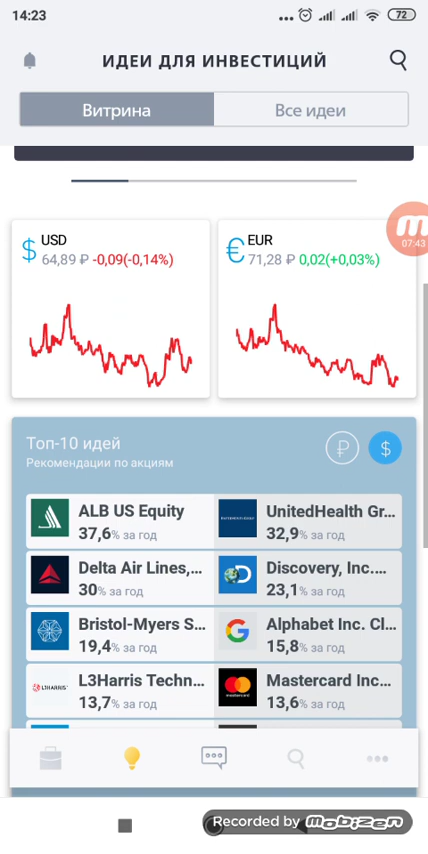 14:23
72
ИДЕИ ДЛЯ ИНВЕСТИЦИЙ
Витрина
Все идеи
07:43
$ USD
64,89 ₽ -0,09(-0,14%)
€ EUR
71,28 ₽ 0,02(+0,03%)
Топ-10 идей
Рекомендации по акциям
₽ $
ALB US Equity
37,6% за год
UnitedHealth Gr...
32,9% за год
Delta Air Lines,...
30% за год
Discovery, Inc....
23,1% за год
Bristol-Myers S...
19,4% за год
Alphabet Inc. Cl...
15,8% за год
L3HARRIS
L3Harris Techn...
13,7% за год
mastercard
Mastercard Inc...
13,6% за год
Recorded by mobizen